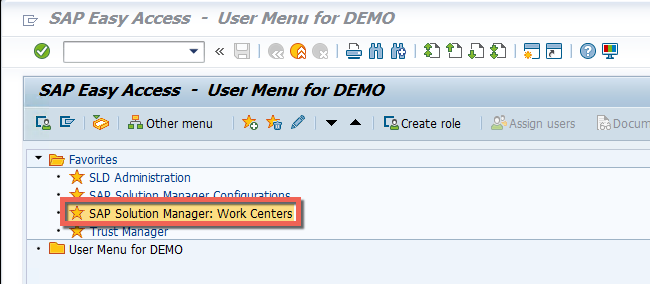 SAP Easy Access - User Menu for DEMO
SAP Easy Access - User Menu for DEMO
Other menu Create role Assign users Docum
Favorites
SLD Administration
SAP Solution Manager Configurations
SAP Solution Manager: Work Centers
Trust Manager
User Menu for DEMO